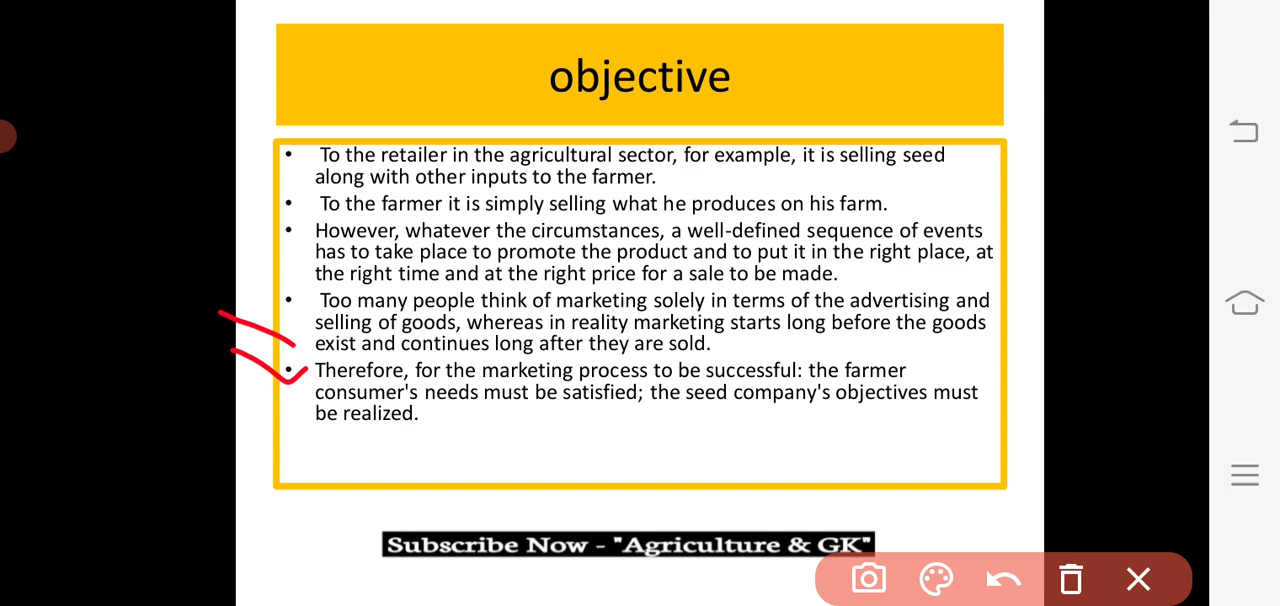 objective
• To the retailer in the agricultural sector, for example, it is selling seed
along with other inputs to the farmer.
• To the farmer it is simply selling what he produces on his farm.
• However, whatever the circumstances, a well-defined sequence of events
has to take place to promote the product and to put it in the right place, at
the right time and at the right price for a sale to be made.
• Too many people think of marketing solely in terms of the advertising and
selling of goods, whereas in reality marketing starts long before the goods
exist and continues long after they are sold.
• Therefore, for the marketing process to be successful: the farmer
consumer's needs must be satisfied; the seed company's objectives must
be realized.
Subscribe Now - "Agriculture & GK"